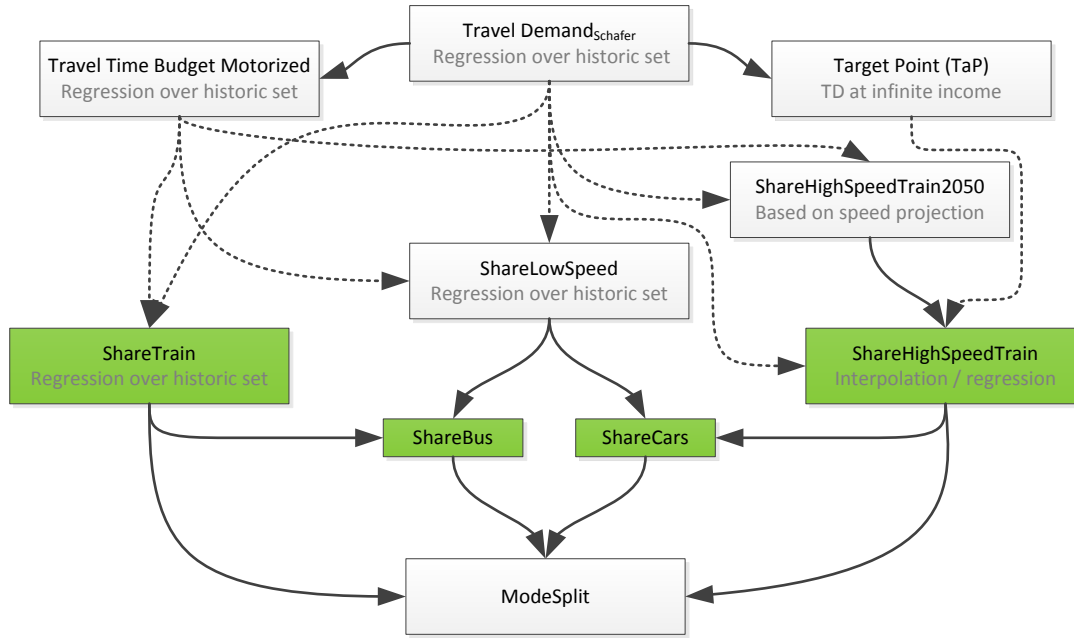 Travel Demand Schafer
Regression over historic set
Travel Time Budget Motorized
Regression over historic set
Target Point (TaP)
TD at infinite income
ShareHighSpeedTrain2050
Based on speed projection
ShareLowSpeed
Regression over historic set
ShareTrain
Regression over historic set
ShareHighSpeedTrain
Interpolation / regression
ShareBus
ShareCars
ModeSplit